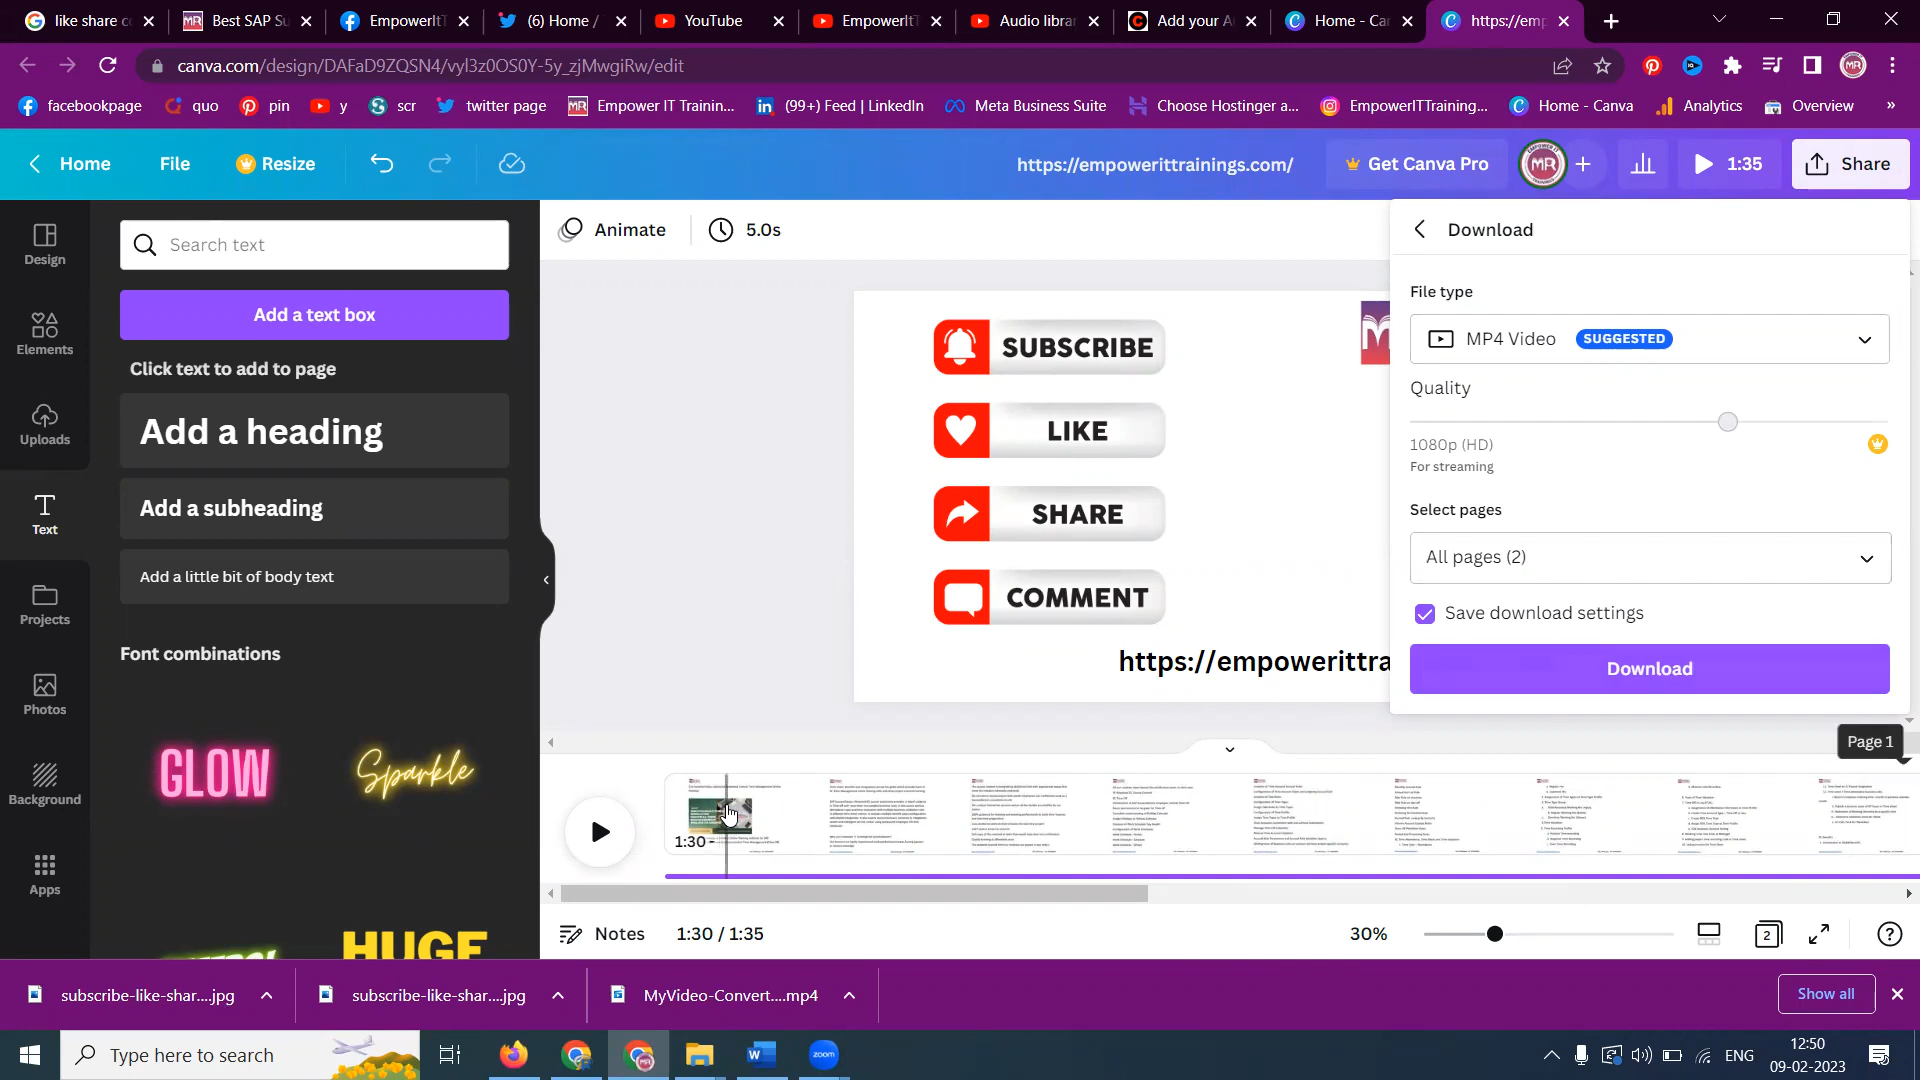 like share co
Best SAP Su
EmpowerIt
(6) Home /
YouTube
EmpowerIt
Audio librar
Add your A
Home - Ca
https://emp
canva.com/design/DAFaD9ZQSN4/vyl3z0OS0Y-5y_zjMwgiRw/edit
facebookpage
quo
pin
y
scr
twitter page
Empower IT Trainin...
(99+) Feed | LinkedIn
Meta Business Suite
Choose Hostinger a...
EmpowerITTraining...
Home - Canva
Analytics
Overview
»
Home
File
Resize
https://empowerittrainings.com/
Get Canva Pro
MR
1:35
Share
Design
Elements
Uploads
Text
Projects
Photos
Background
Apps
Search text
Add a text box
Click text to add to page
Add a heading
Add a subheading
Add a little bit of body text
Font combinations
GLOW
Sparkle
HUGE
Animate
5.0s
SUBSCRIBE
LIKE
SHARE
COMMENT
https://empowerittra
Download
File type
MP4 Video SUGGESTED
Quality
1080p (HD)
For streaming
Select pages
All pages (2)
Save download settings
Download
Page 1
1:30
Notes
1:30 / 1:35
30%
2
subscribe-like-shar....jpg
subscribe-like-shar....jpg
MyVideo-Convert....mp4
Show all
Type here to search
zoom
ENG
12:50
09-02-2023